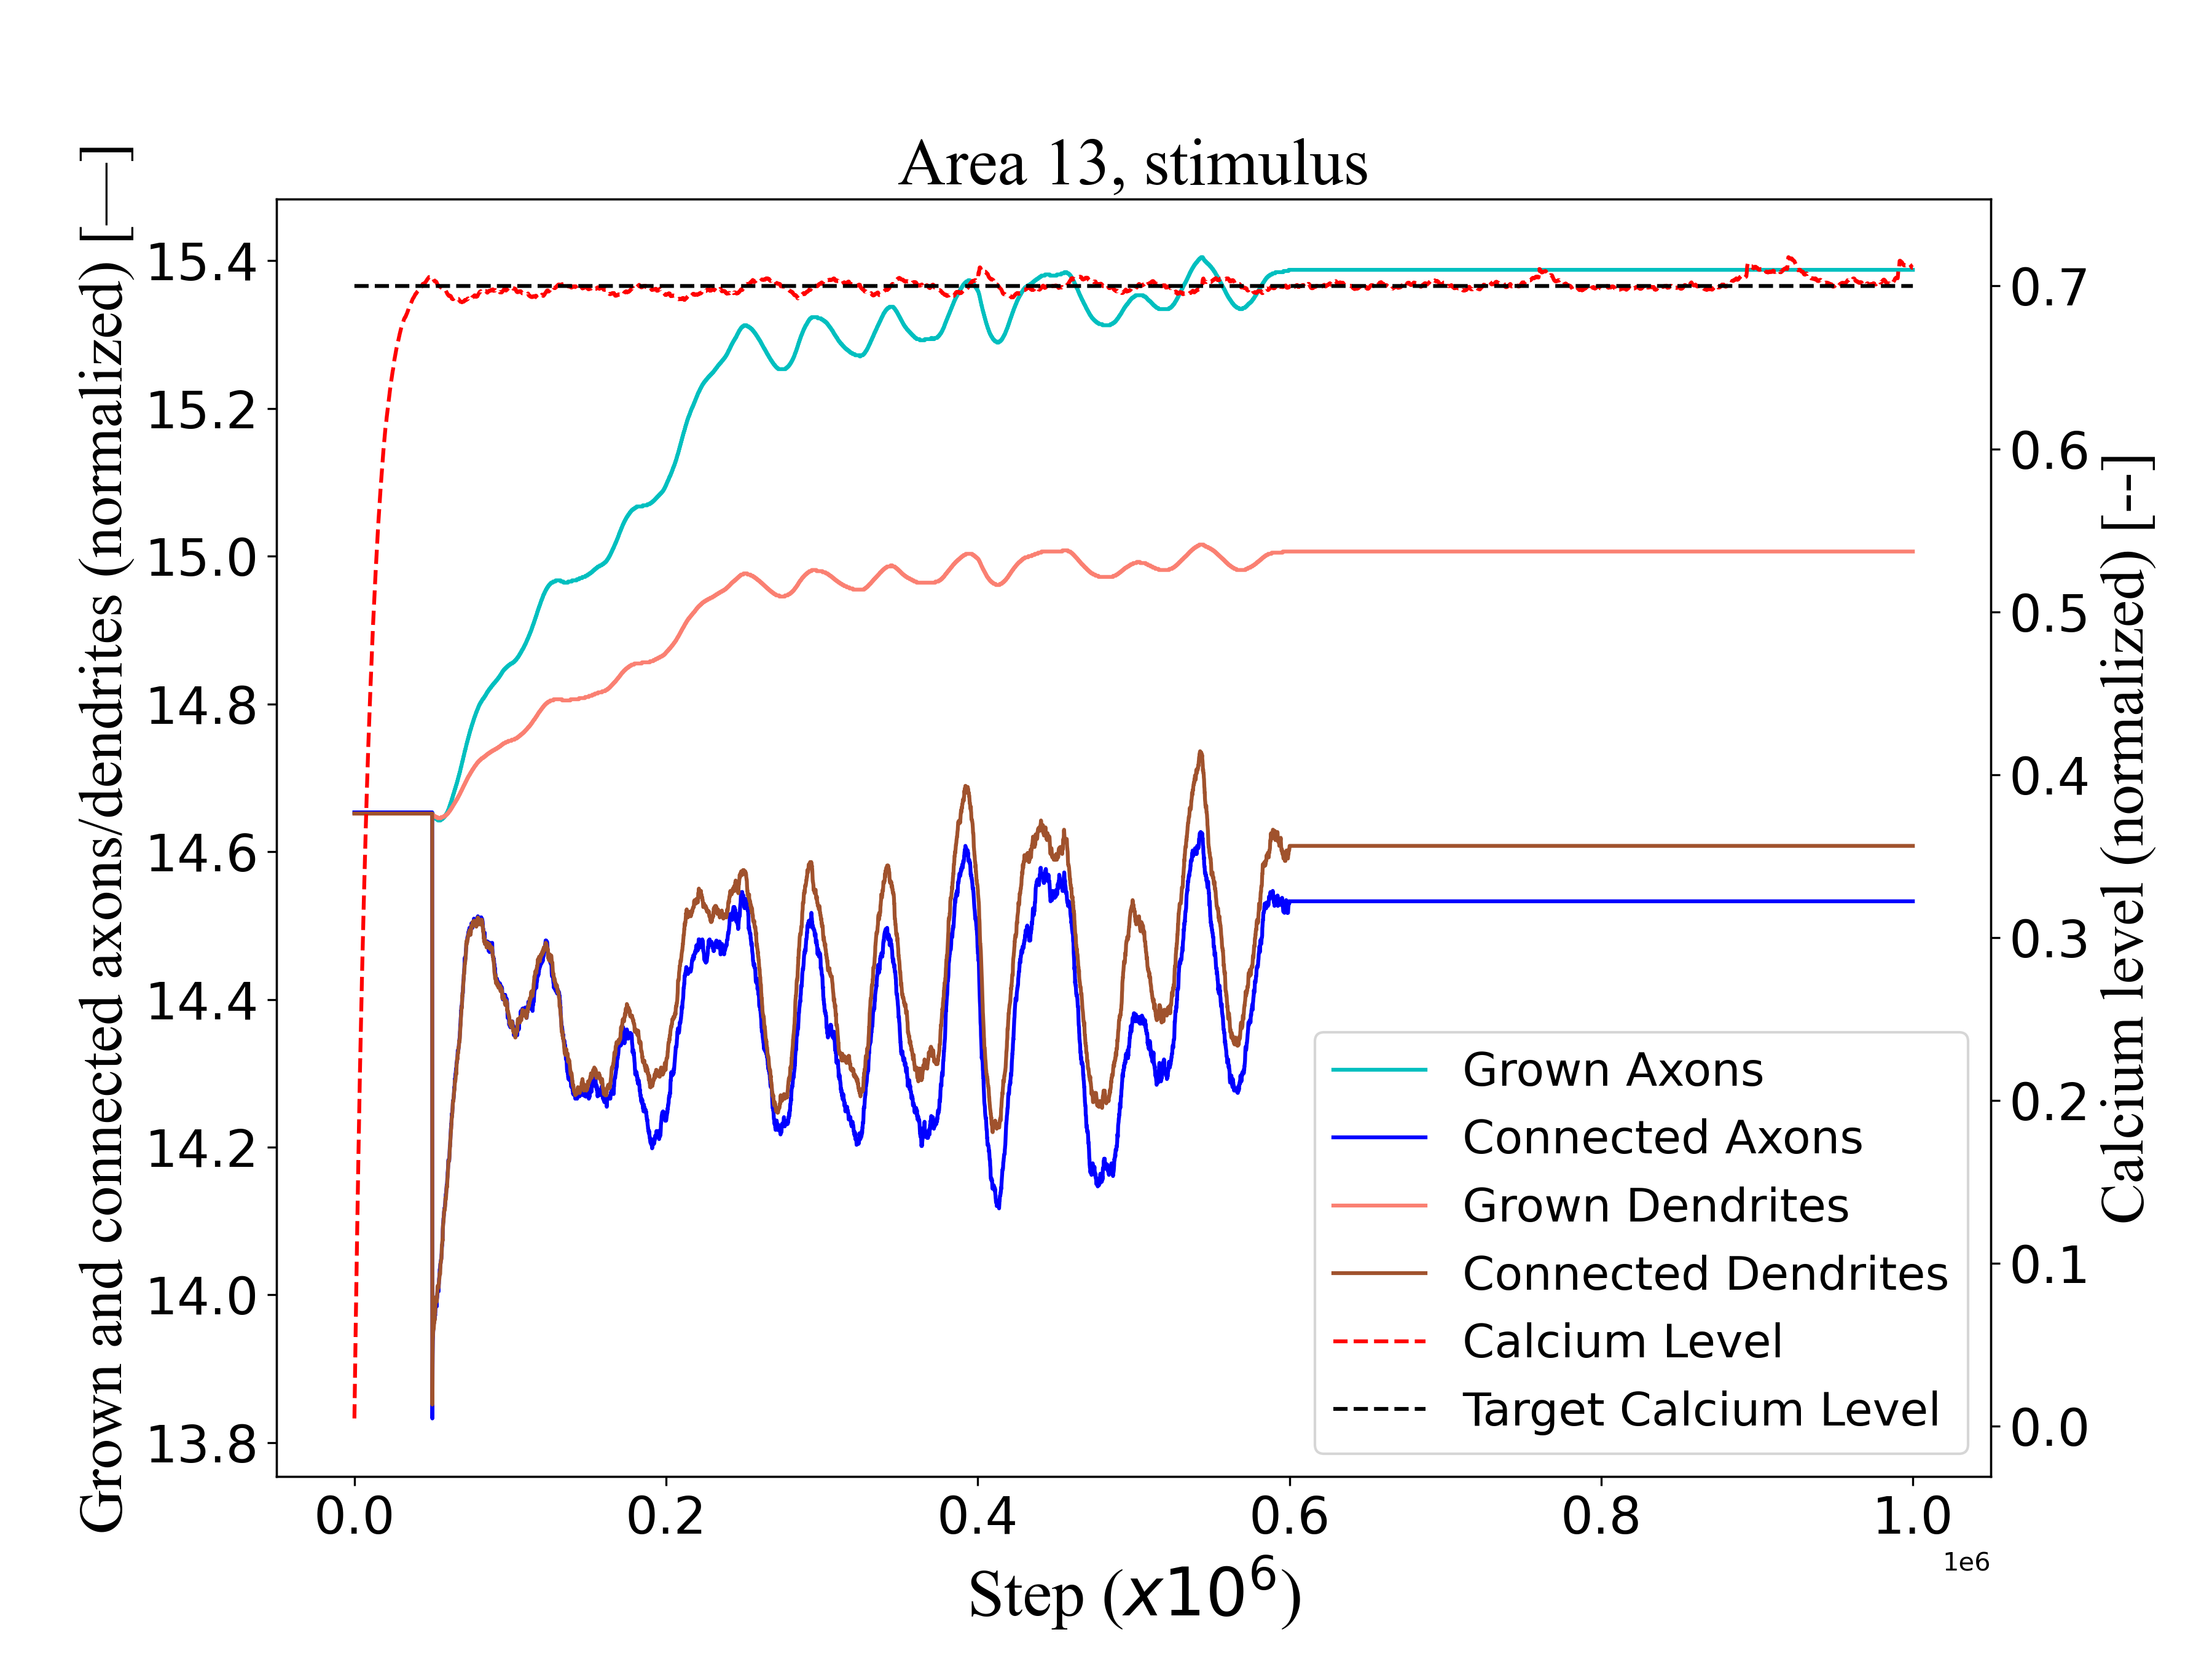 Area 13, stimulus
Grown and connected axons/dendrites (normalized) [—]
15.4
15.2
15.0
14.8
14.6
14.4
14.2
14.0
13.8
0.7
0.6
0.5
0.4
0.3
0.2
0.1
0.0
Calcium level (normalized) [--]
Grown Axons
Connected Axons
Grown Dendrites
Connected Dendrites
Calcium Level
Target Calcium Level
0.0 0.2 0.4 0.6 0.8 1.0
1e6
Step (x10^6)